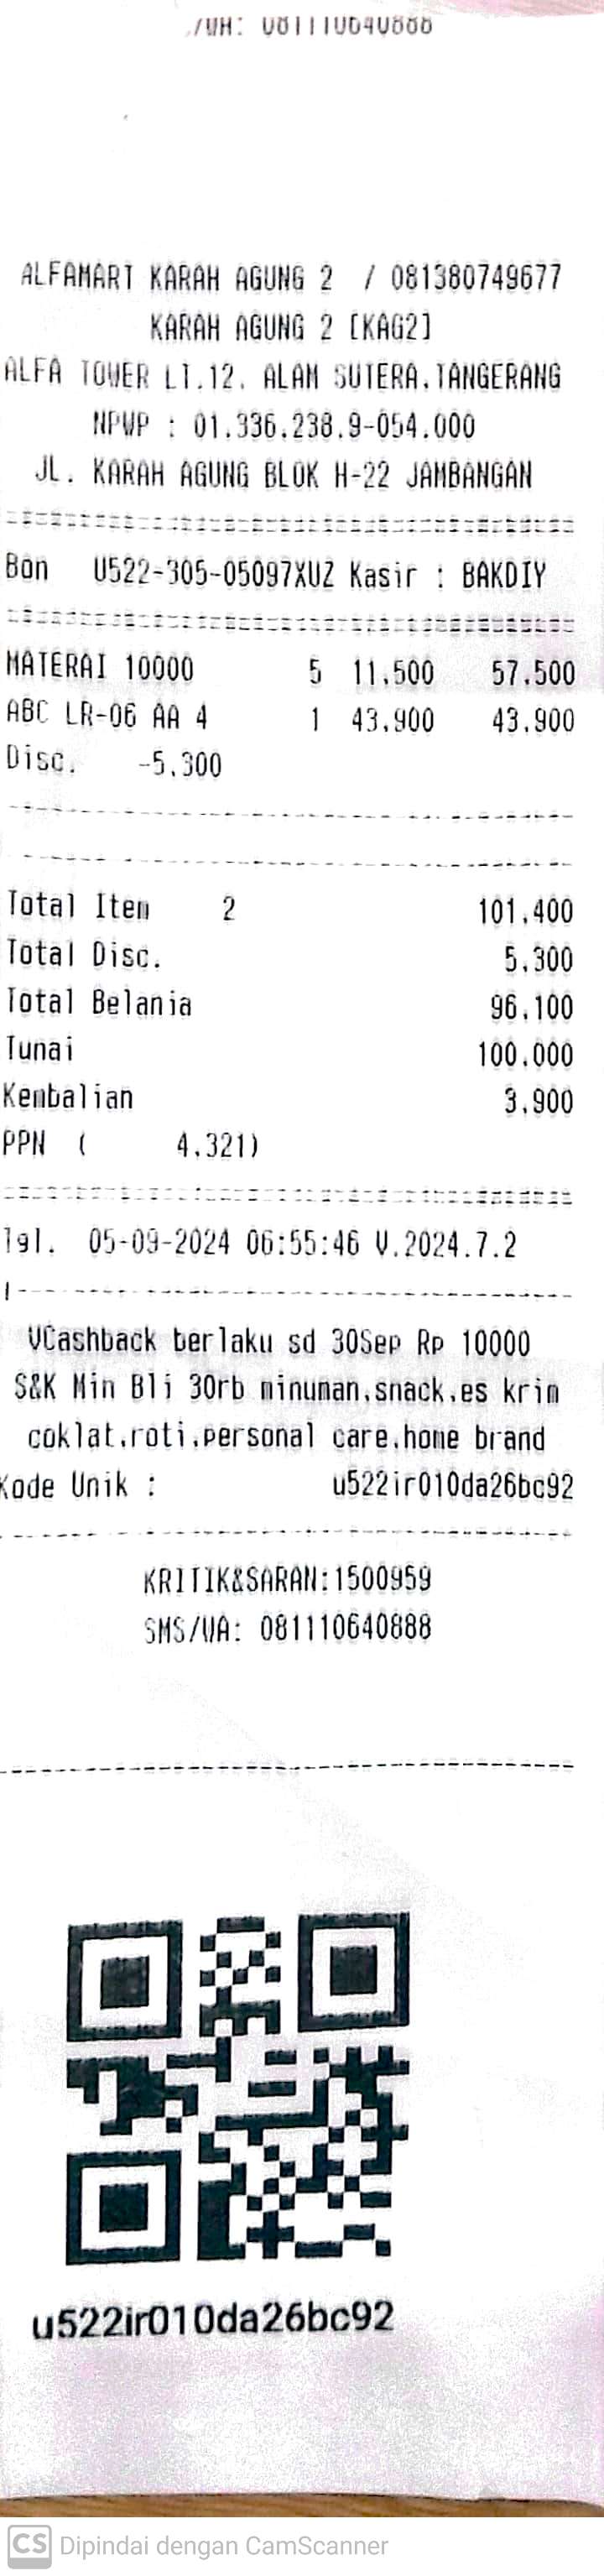 /WA: 081110640888
ALFAMART KARAH AGUNG 2 / 081380749677
KARAH AGUNG 2 [KAG2]
ALFA TOWER LT.12, ALAM SUTERA,TANGERANG
NPWP : 01.336.238.9-054.000
JL. KARAH AGUNG BLOK H-22 JAMBANGAN
Bon U522-305-05097XUZ Kasir : BAKDIY
MATERAI 10000 5 11,500 57,500
ABC LR-06 AA 4 1 43,900 43,900
Disc. -5,300
Total Item 2 101,400
Total Disc. 5,300
Total Belanja 96,100
Tunai 100,000
Kembalian 3,900
PPN ( 4,321)
Tgl. 05-09-2024 06:55:46 V.2024.7.2
VCashback berlaku sd 30Sep Rp 10000
S&K Min Bli 30rb minuman,snack,es krim
coklat,roti,personal care,home brand
Kode Unik : u522ir010da26bc92
KRITIK&SARAN:1500959
SMS/WA: 081110640888
u522ir010da26bc92
CS Dipindai dengan CamScanner